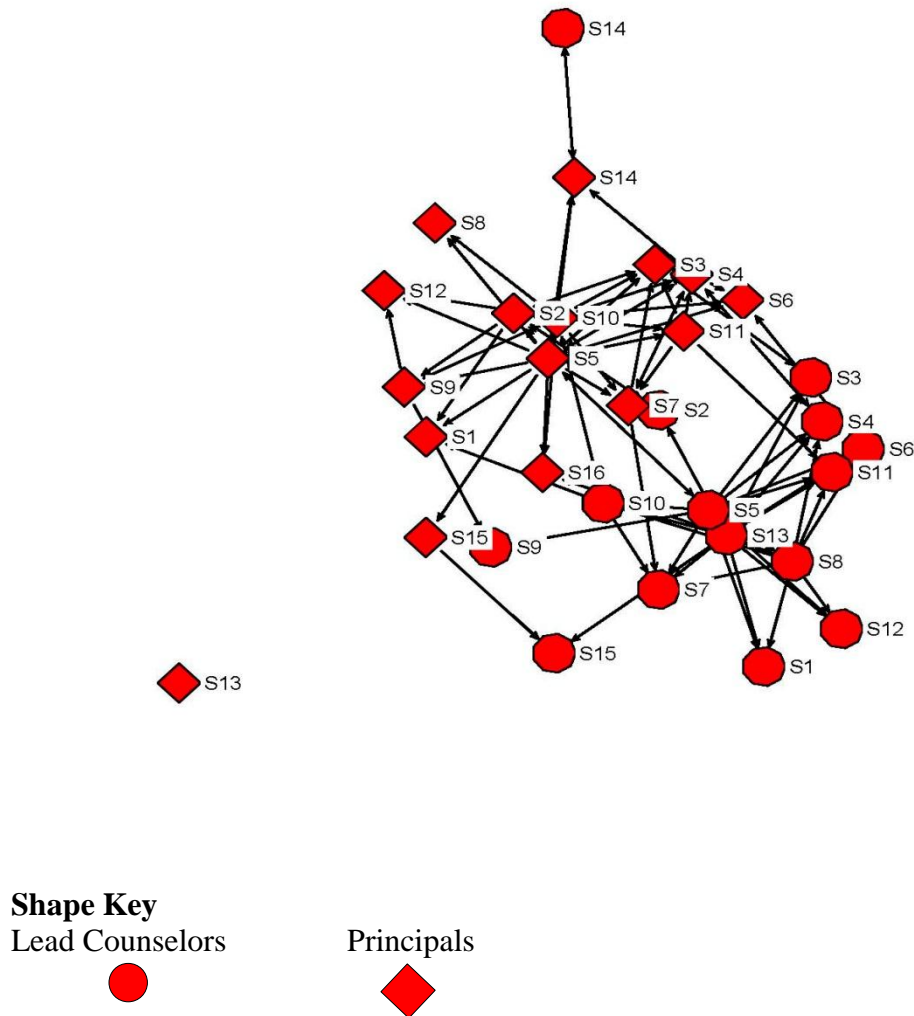 S14
S14
S8
S3
S4
S12
S6
S2
S10
S11
S5
S3
S9
S7
S2
S4
S1
S6
S16
S11
S10
S5
S15
S9
S13
S8
S7
S12
S15
S1
S13
Shape Key
Lead Counselors Principals